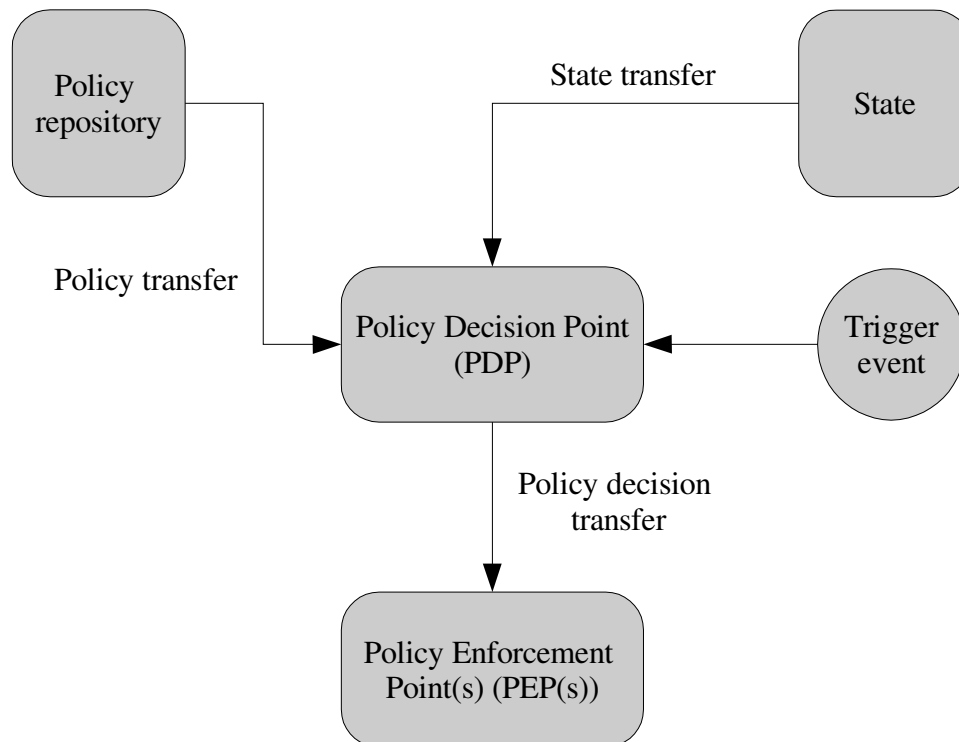 Policy
repository
State transfer
State
Policy transfer
Policy Decision Point
(PDP)
Trigger
event
Policy decision
transfer
Policy Enforcement
Point(s) (PEP(s))